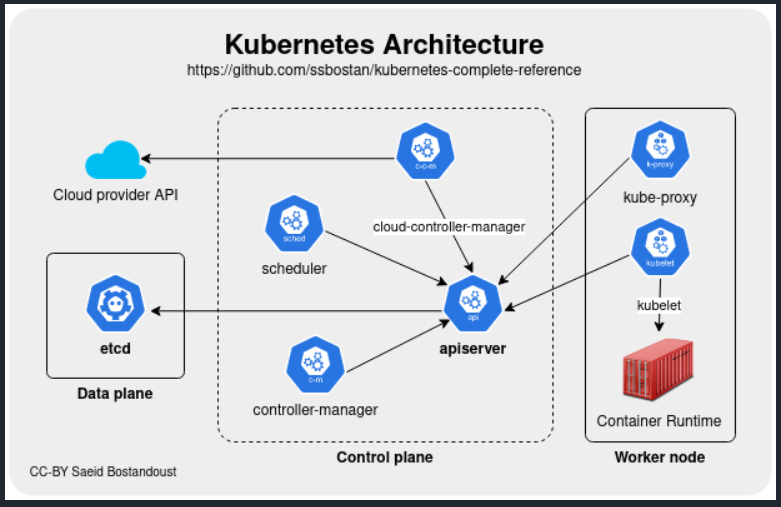 Kubernetes Architecture
https://github.com/ssbostan/kubernetes-complete-reference
Cloud provider API
c-c-m
cloud-controller-manager
sched
scheduler
k-proxy
kube-proxy
kubelet
kubelet
etcd
Data plane
api
apiserver
c-m
controller-manager
Control plane
Container Runtime
Worker node
CC-BY Saeid Bostandoust